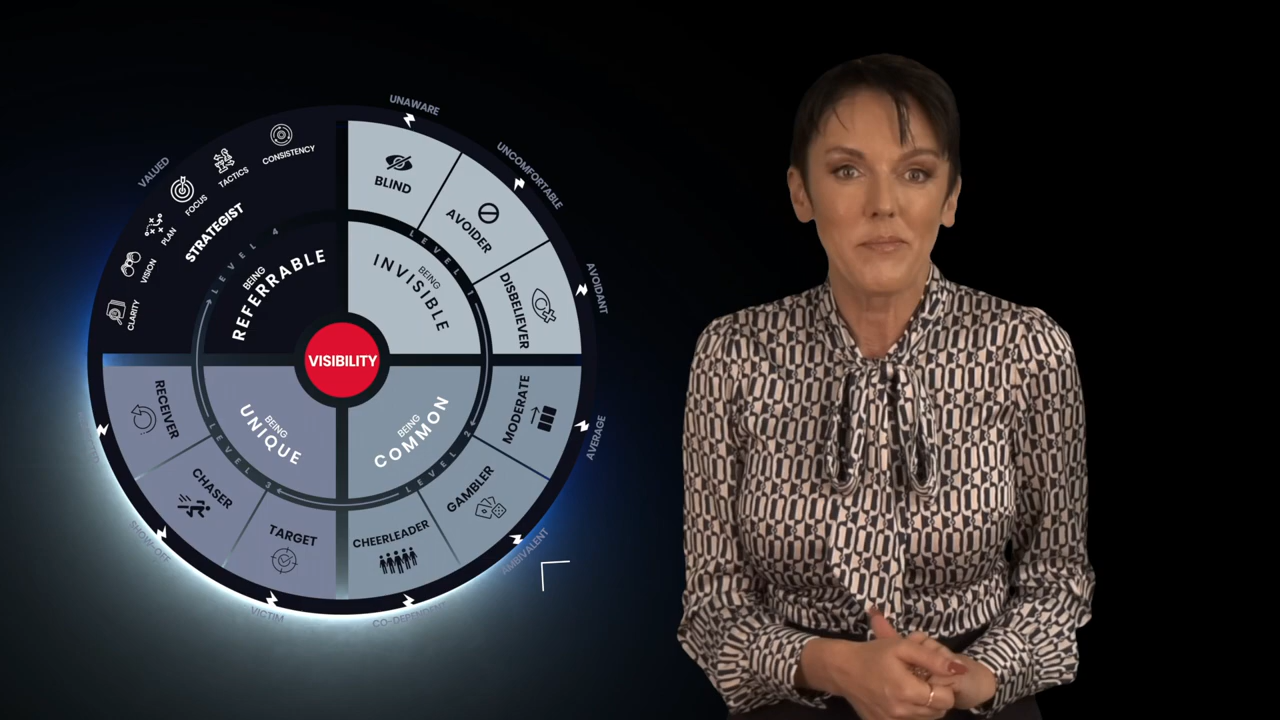 UNAWARE
BLIND
UNCOMFORTABLE
AVOIDER
AVOIDANT
DISBELIEVER
BEING
INVISIBLE
LEVEL 1
MODERATE
AVERAGE
GAMBLER
AMBIVALENT
CHEERLEADER
CO-DEPENDENT
BEING
COMMON
LEVEL 2
TARGET
VICTIM
CHASER
SHOW-OFF
RECEIVER
BEING
UNIQUE
LEVEL 3
VALUED
CLARITY
VISION
PLAN
FOCUS
TACTICS
CONSISTENCY
STRATEGIST
LEVEL 4
BEING
REFERRABLE
VISIBILITY